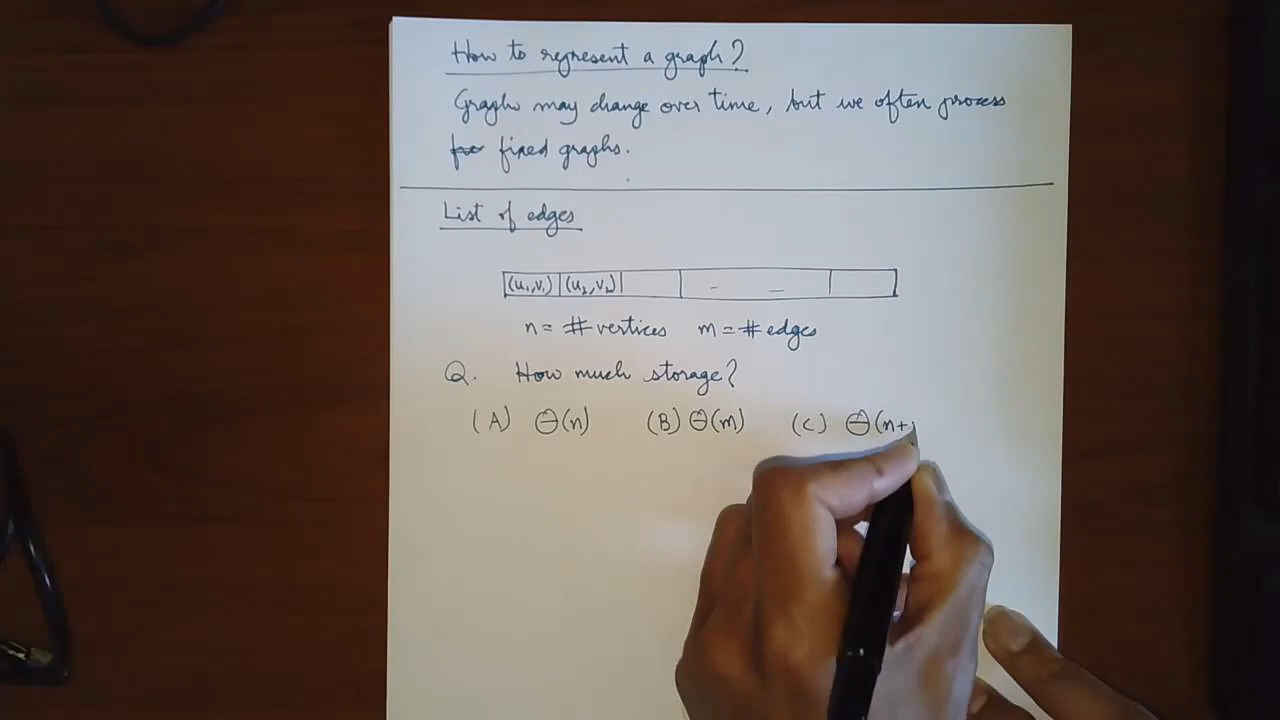 How to represent a graph?
Graphs may change over time, but we often process
for fixed graphs.
List of edges
(u₁,v₁) (u₂,v₂) - -
n = # vertices m = # edges
Q. How much storage?
(A) Θ(n) (B) Θ(m) (C) Θ(n+